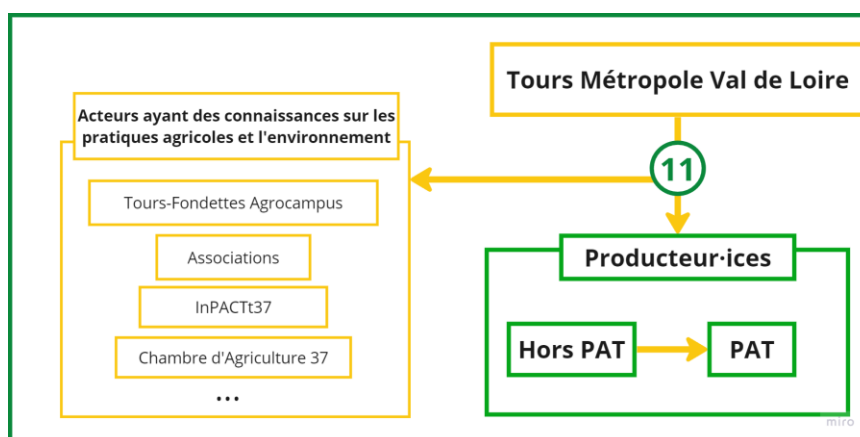 Tours Métropole Val de Loire
11
Acteurs ayant des connaissances sur les
pratiques agricoles et l'environnement
Tours-Fondettes Agrocampus
Associations
InPACTt37
Chambre d'Agriculture 37
...
Producteur·ices
Hors PAT
PAT
miro